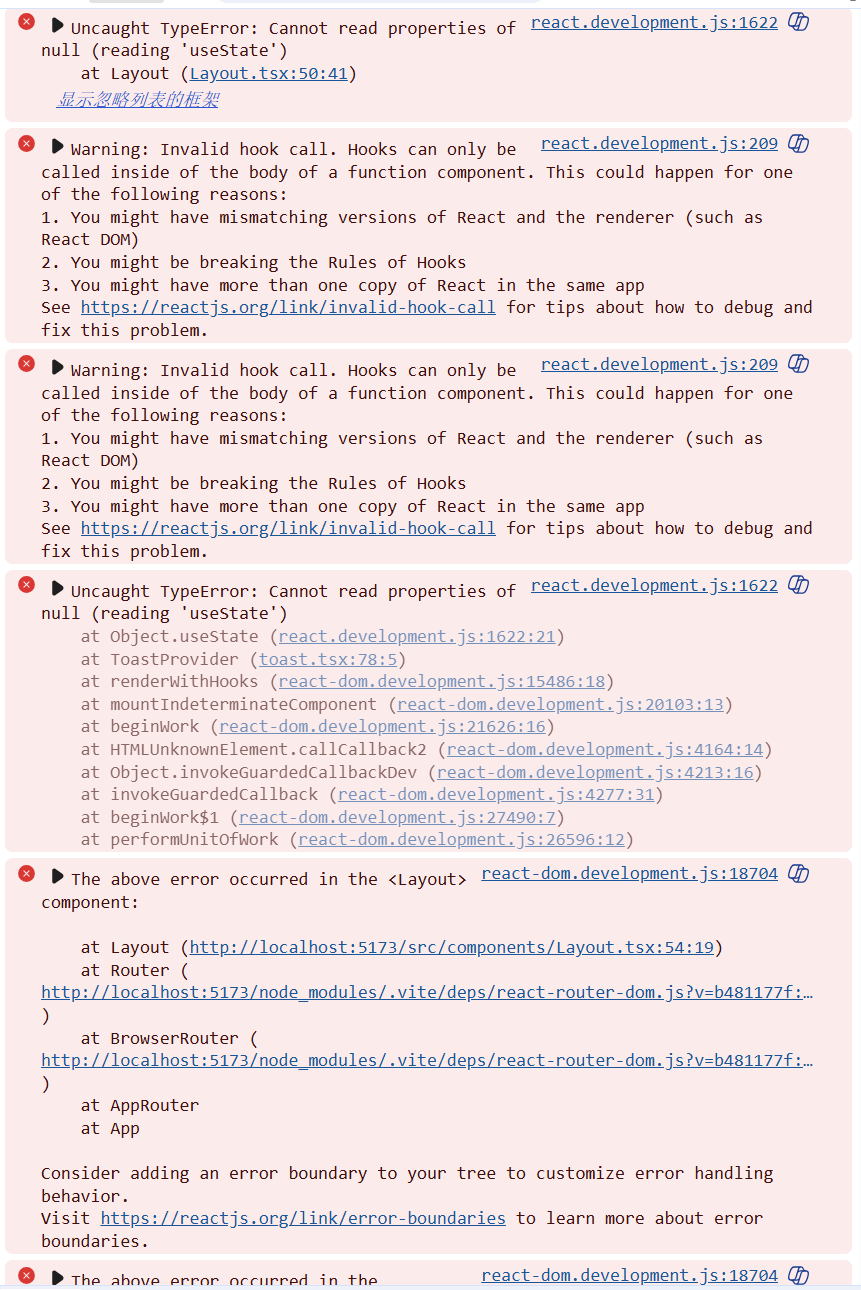 Uncaught TypeError: Cannot read properties of react.development.js:1622
null (reading 'useState')
at Layout (Layout.tsx:50:41)
显示忽略列表的框架
Warning: Invalid hook call. Hooks can only be react.development.js:209
called inside of the body of a function component. This could happen for one
of the following reasons:
1. You might have mismatching versions of React and the renderer (such as
React DOM)
2. You might be breaking the Rules of Hooks
3. You might have more than one copy of React in the same app
See https://reactjs.org/link/invalid-hook-call for tips about how to debug and
fix this problem.
Warning: Invalid hook call. Hooks can only be react.development.js:209
called inside of the body of a function component. This could happen for one
of the following reasons:
1. You might have mismatching versions of React and the renderer (such as
React DOM)
2. You might be breaking the Rules of Hooks
3. You might have more than one copy of React in the same app
See https://reactjs.org/link/invalid-hook-call for tips about how to debug and
fix this problem.
Uncaught TypeError: Cannot read properties of react.development.js:1622
null (reading 'useState')
at Object.useState (react.development.js:1622:21)
at ToastProvider (toast.tsx:78:5)
at renderWithHooks (react-dom.development.js:15486:18)
at mountIndeterminateComponent (react-dom.development.js:20103:13)
at beginWork (react-dom.development.js:21626:16)
at HTMLUnknownElement.callCallback2 (react-dom.development.js:4164:14)
at Object.invokeGuardedCallbackDev (react-dom.development.js:4213:16)
at invokeGuardedCallback (react-dom.development.js:4277:31)
at beginWork$1 (react-dom.development.js:27490:7)
at performUnitOfWork (react-dom.development.js:26596:12)
The above error occurred in the <Layout> react-dom.development.js:18704
component:
at Layout (http://localhost:5173/src/components/Layout.tsx:54:19)
at Router (
http://localhost:5173/node_modules/.vite/deps/react-router-dom.js?v=b481177f:…
)
at BrowserRouter (
http://localhost:5173/node_modules/.vite/deps/react-router-dom.js?v=b481177f:…
)
at AppRouter
at App
Consider adding an error boundary to your tree to customize error handling
behavior.
Visit https://reactjs.org/link/error-boundaries to learn more about error
boundaries.
The above error occurred in the react-dom.development.js:18704